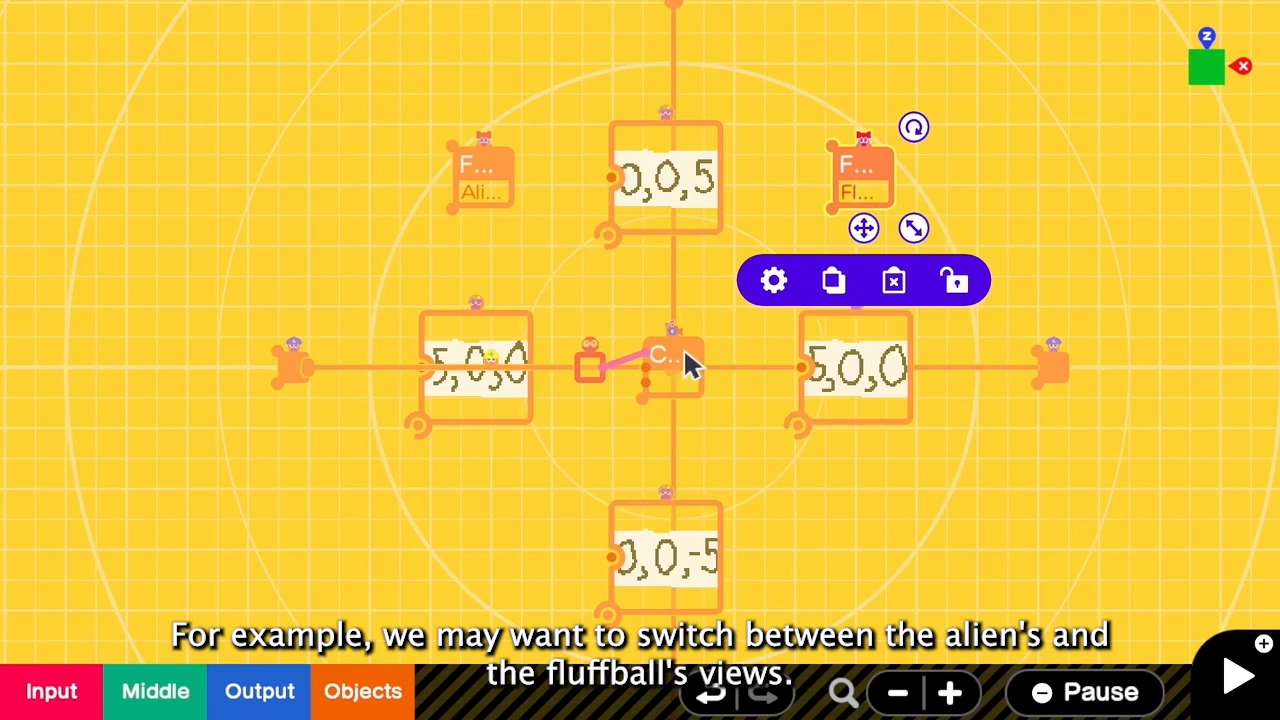 Z
X
F...
Ali...
0,0,5
F...
Fl...
5,0,0
C...
5,0,0
0,0,-5
For example, we may want to switch between the alien's and
the fluffball's views.
Input
Middle
Output
Objects
Pause